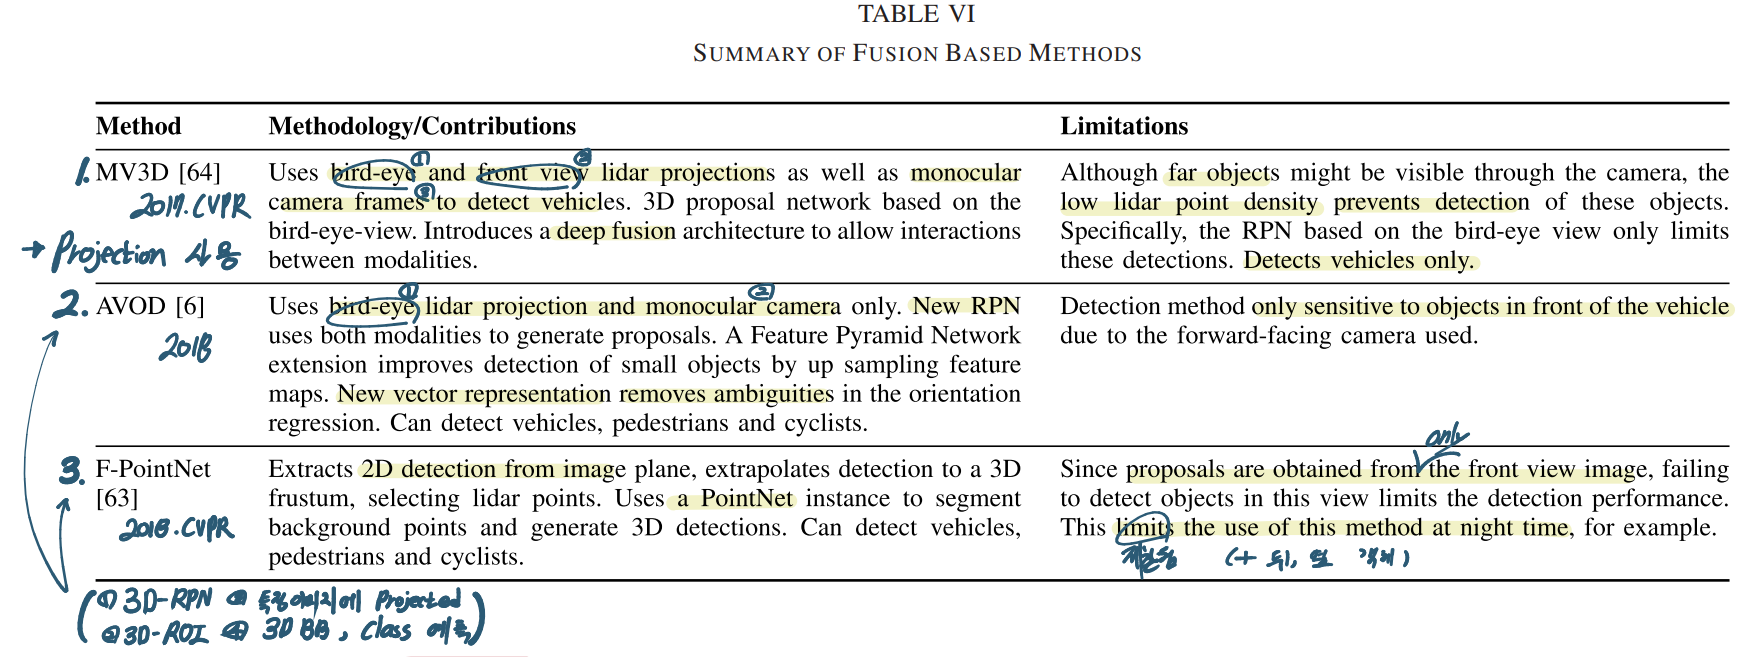 TABLE VI
SUMMARY OF FUSION BASED METHODS
Method Methodology/Contributions Limitations
1. MV3D [64]
2017.CVPR
→ Projection 사용
Uses bird-eye ① and front view ② lidar projections as well as monocular
camera frames ③ to detect vehicles. 3D proposal network based on the
bird-eye-view. Introduces a deep fusion architecture to allow interactions
between modalities.
Although far objects might be visible through the camera, the
low lidar point density prevents detection of these objects.
Specifically, the RPN based on the bird-eye view only limits
these detections. Detects vehicles only.
2. AVOD [6]
2018
Uses bird-eye ① lidar projection and monocular ② camera only. New RPN
uses both modalities to generate proposals. A Feature Pyramid Network
extension improves detection of small objects by up sampling feature
maps. New vector representation removes ambiguities in the orientation
regression. Can detect vehicles, pedestrians and cyclists.
Detection method only sensitive to objects in front of the vehicle
due to the forward-facing camera used.
3. F-PointNet
[63]
2018.CVPR
Extracts 2D detection from image plane, extrapolates detection to a 3D
frustum, selecting lidar points. Uses a PointNet instance to segment
background points and generate 3D detections. Can detect vehicles,
pedestrians and cyclists.
only
Since proposals are obtained from the front view image, failing
to detect objects in this view limits the detection performance.
This limits the use of this method at night time, for example.
제한됨 (+ 뒤, 옆 객체)
(① 3D-RPN ③ 특징이미지에 Projected
② 3D-ROI ④ 3D BB, Class 예측)